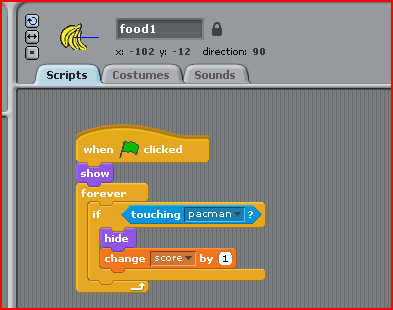 food1
x: -102 y: -12 direction: 90
Scripts Costumes Sounds
when clicked
show
forever
if touching pacman ?
hide
change score by 1